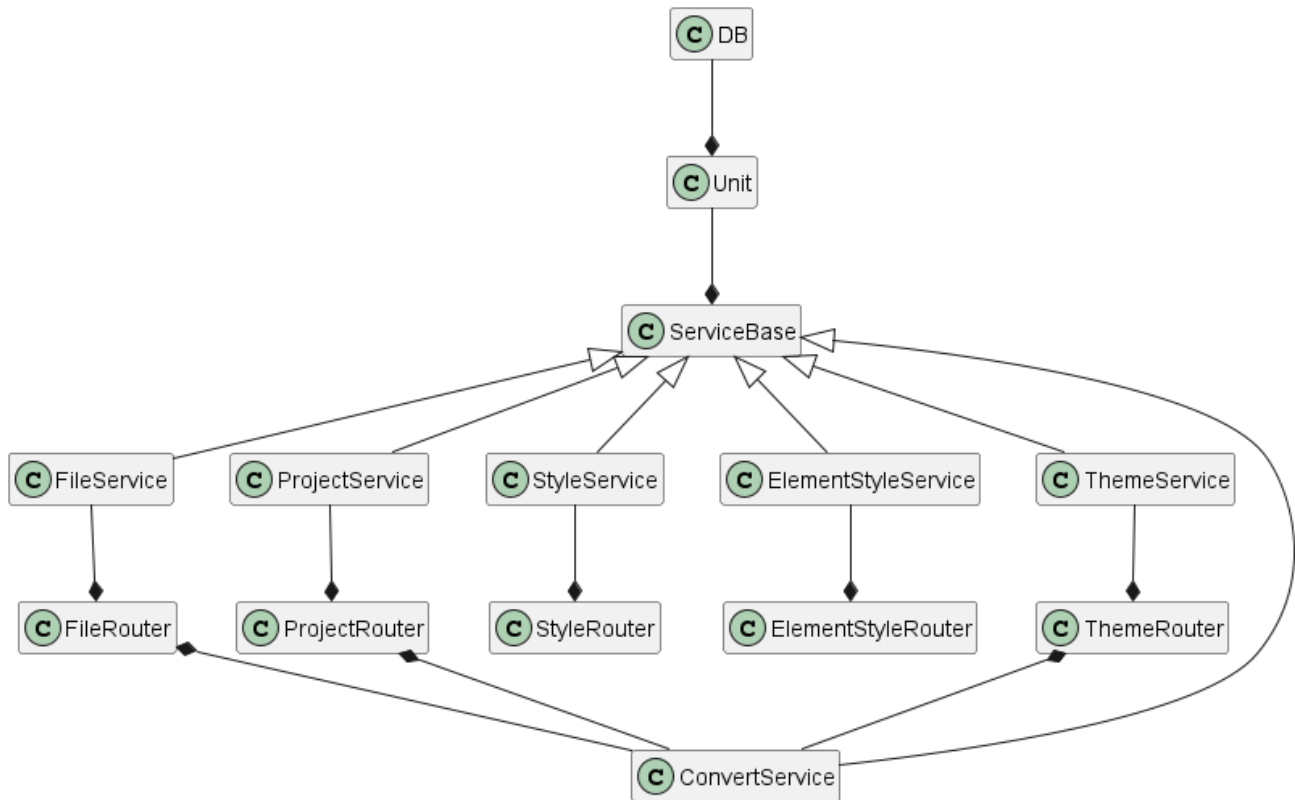 C DB
C Unit
C ServiceBase
C FileService
C ProjectService
C StyleService
C ElementStyleService
C ThemeService
C FileRouter
C ProjectRouter
C StyleRouter
C ElementStyleRouter
C ThemeRouter
C ConvertService